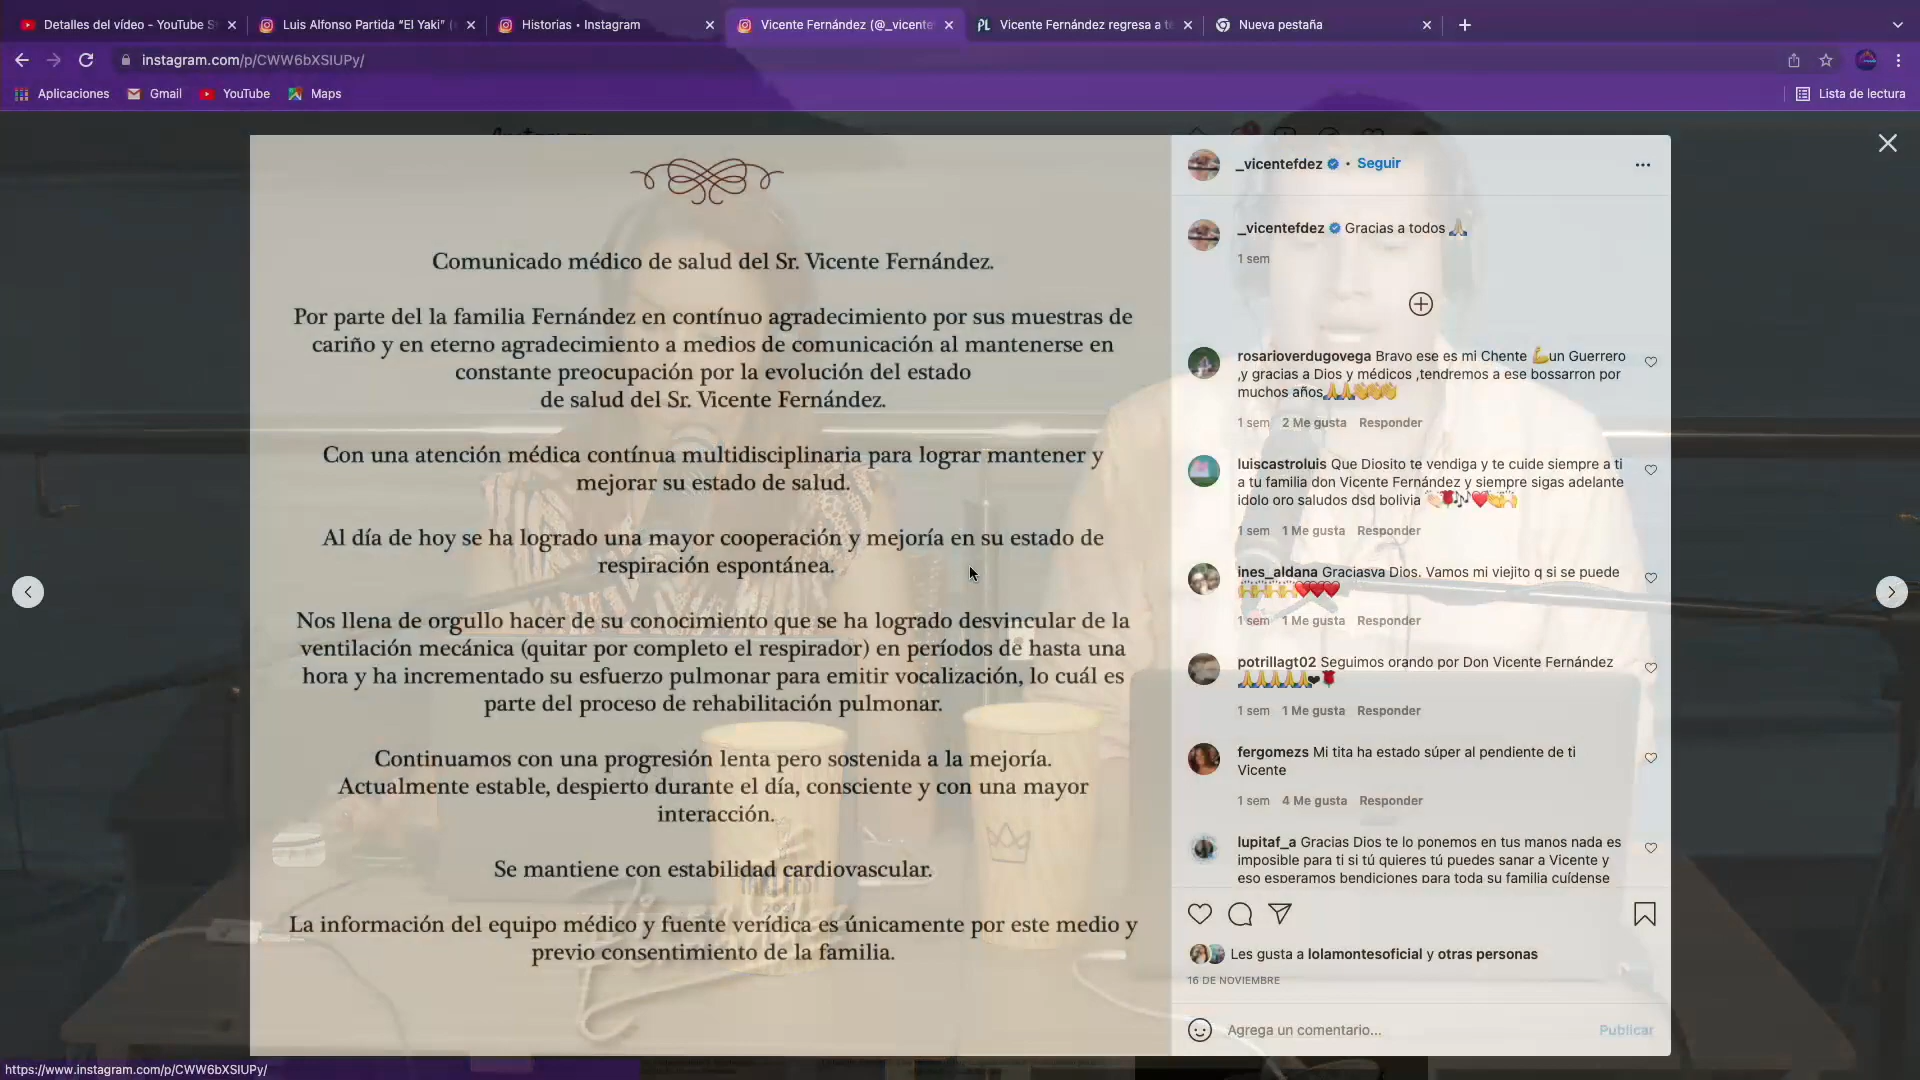 Detalles del vídeo - YouTube S
Luis Alfonso Partida “El Yaki” (
Historias • Instagram
Vicente Fernández (@_vicente
Vicente Fernández regresa a te
Nueva pestaña
instagram.com/p/CWW6bXSIUPy/
Aplicaciones
Gmail
YouTube
Maps
Lista de lectura
Comunicado médico de salud del Sr. Vicente Fernández.
Por parte del la familia Fernández en contínuo agradecimiento por sus muestras de
cariño y en eterno agradecimiento a medios de comunicación al mantenerse en
constante preocupación por la evolución del estado
de salud del Sr. Vicente Fernández.
Con una atención médica contínua multidisciplinaria para lograr mantener y
mejorar su estado de salud.
Al día de hoy se ha logrado una mayor cooperación y mejoría en su estado de
respiración espontánea.
Nos llena de orgullo hacer de su conocimiento que se ha logrado desvincular de la
ventilación mecánica (quitar por completo el respirador) en períodos de hasta una
hora y ha incrementado su esfuerzo pulmonar para emitir vocalización, lo cuál es
parte del proceso de rehabilitación pulmonar.
Continuamos con una progresión lenta pero sostenida a la mejoría.
Actualmente estable, despierto durante el día, consciente y con una mayor
interacción.
Se mantiene con estabilidad cardiovascular.
La información del equipo médico y fuente verídica es únicamente por este medio y
previo consentimiento de la familia.
_vicentefdez • Seguir
_vicentefdez Gracias a todos 🙏
1 sem
rosarioverdugovega Bravo ese es mi Chente 💪un Guerrero
,y gracias a Dios y médicos ,tendremos a ese bossarron por
muchos años🙏🙏👏👏👏
1 sem 2 Me gusta Responder
luiscastroluis Que Diosito te vendiga y te cuide siempre a ti
a tu familia don Vicente Fernández y siempre sigas adelante
idolo oro saludos dsd bolivia 👏🌹🎶❤️👏🙌
1 sem 1 Me gusta Responder
ines_aldana Graciasva Dios. Vamos mi viejito q si se puede
🙌🙌🙌🙌❤️❤️❤️
1 sem 1 Me gusta Responder
potrillagt02 Seguimos orando por Don Vicente Fernández
🙏🙏🙏🙏🙏❤🌹
1 sem 1 Me gusta Responder
fergomezs Mi tita ha estado súper al pendiente de ti
Vicente
1 sem 4 Me gusta Responder
lupitaf_a Gracias Dios te lo ponemos en tus manos nada es
imposible para ti si tú quieres tú puedes sanar a Vicente y
eso esperamos bendiciones para toda su familia cuídense
Les gusta a lolamontesoficial y otras personas
16 DE NOVIEMBRE
Agrega un comentario...
Publicar
https://www.instagram.com/p/CWW6bXSIUPy/